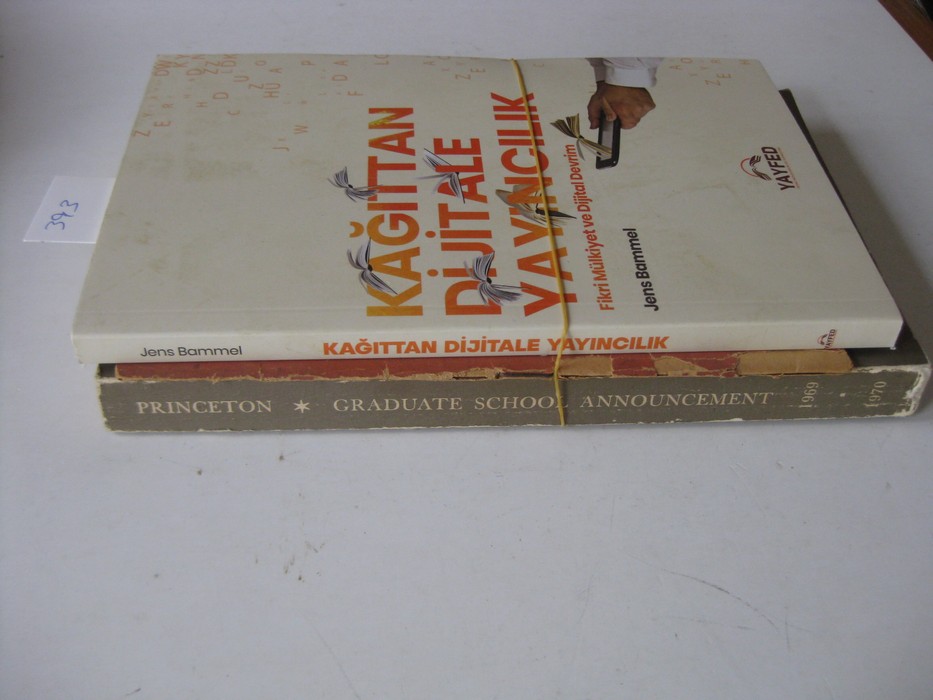 393
KAĞITTAN
DİJİTALE
YAYINCILIK
Fikri Mülkiyet ve Dijital Devrim
Jens Bammel
YAYFED
Jens Bammel KAĞITTAN DİJİTALE YAYINCILIK YAYFED
PRINCETON ★ GRADUATE SCHOOL ANNOUNCEMENT 1969 • 1970